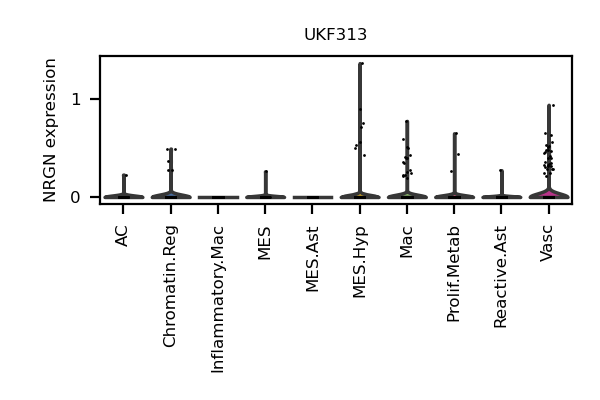 UKF313
NRGN expression
1
0
AC
Chromatin.Reg
Inflammatory.Mac
MES
MES.Ast
MES.Hyp
Mac
Prolif.Metab
Reactive.Ast
Vasc